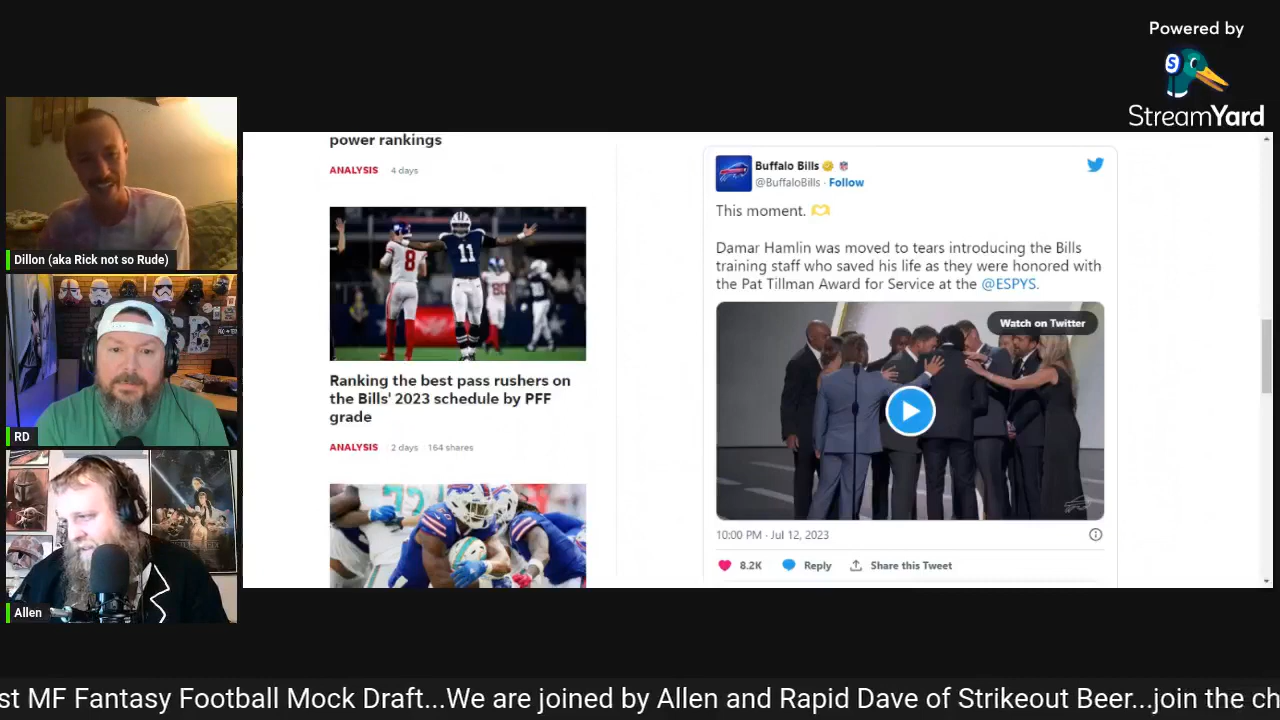 Powered by
StreamYard
Dillon (aka Rick not so Rude)
RD
Allen
power rankings
ANALYSIS 4 days
8
11
Ranking the best pass rushers on
the Bills' 2023 schedule by PFF
grade
ANALYSIS 2 days 164 shares
Buffalo Bills
@BuffaloBills · Follow
This moment. 🫶
Damar Hamlin was moved to tears introducing the Bills
training staff who saved his life as they were honored with
the Pat Tillman Award for Service at the @ESPYS.
Watch on Twitter
10:00 PM · Jul 12, 2023
8.2K Reply Share this Tweet
st MF Fantasy Football Mock Draft...We are joined by Allen and Rapid Dave of Strikeout Beer...join the ch